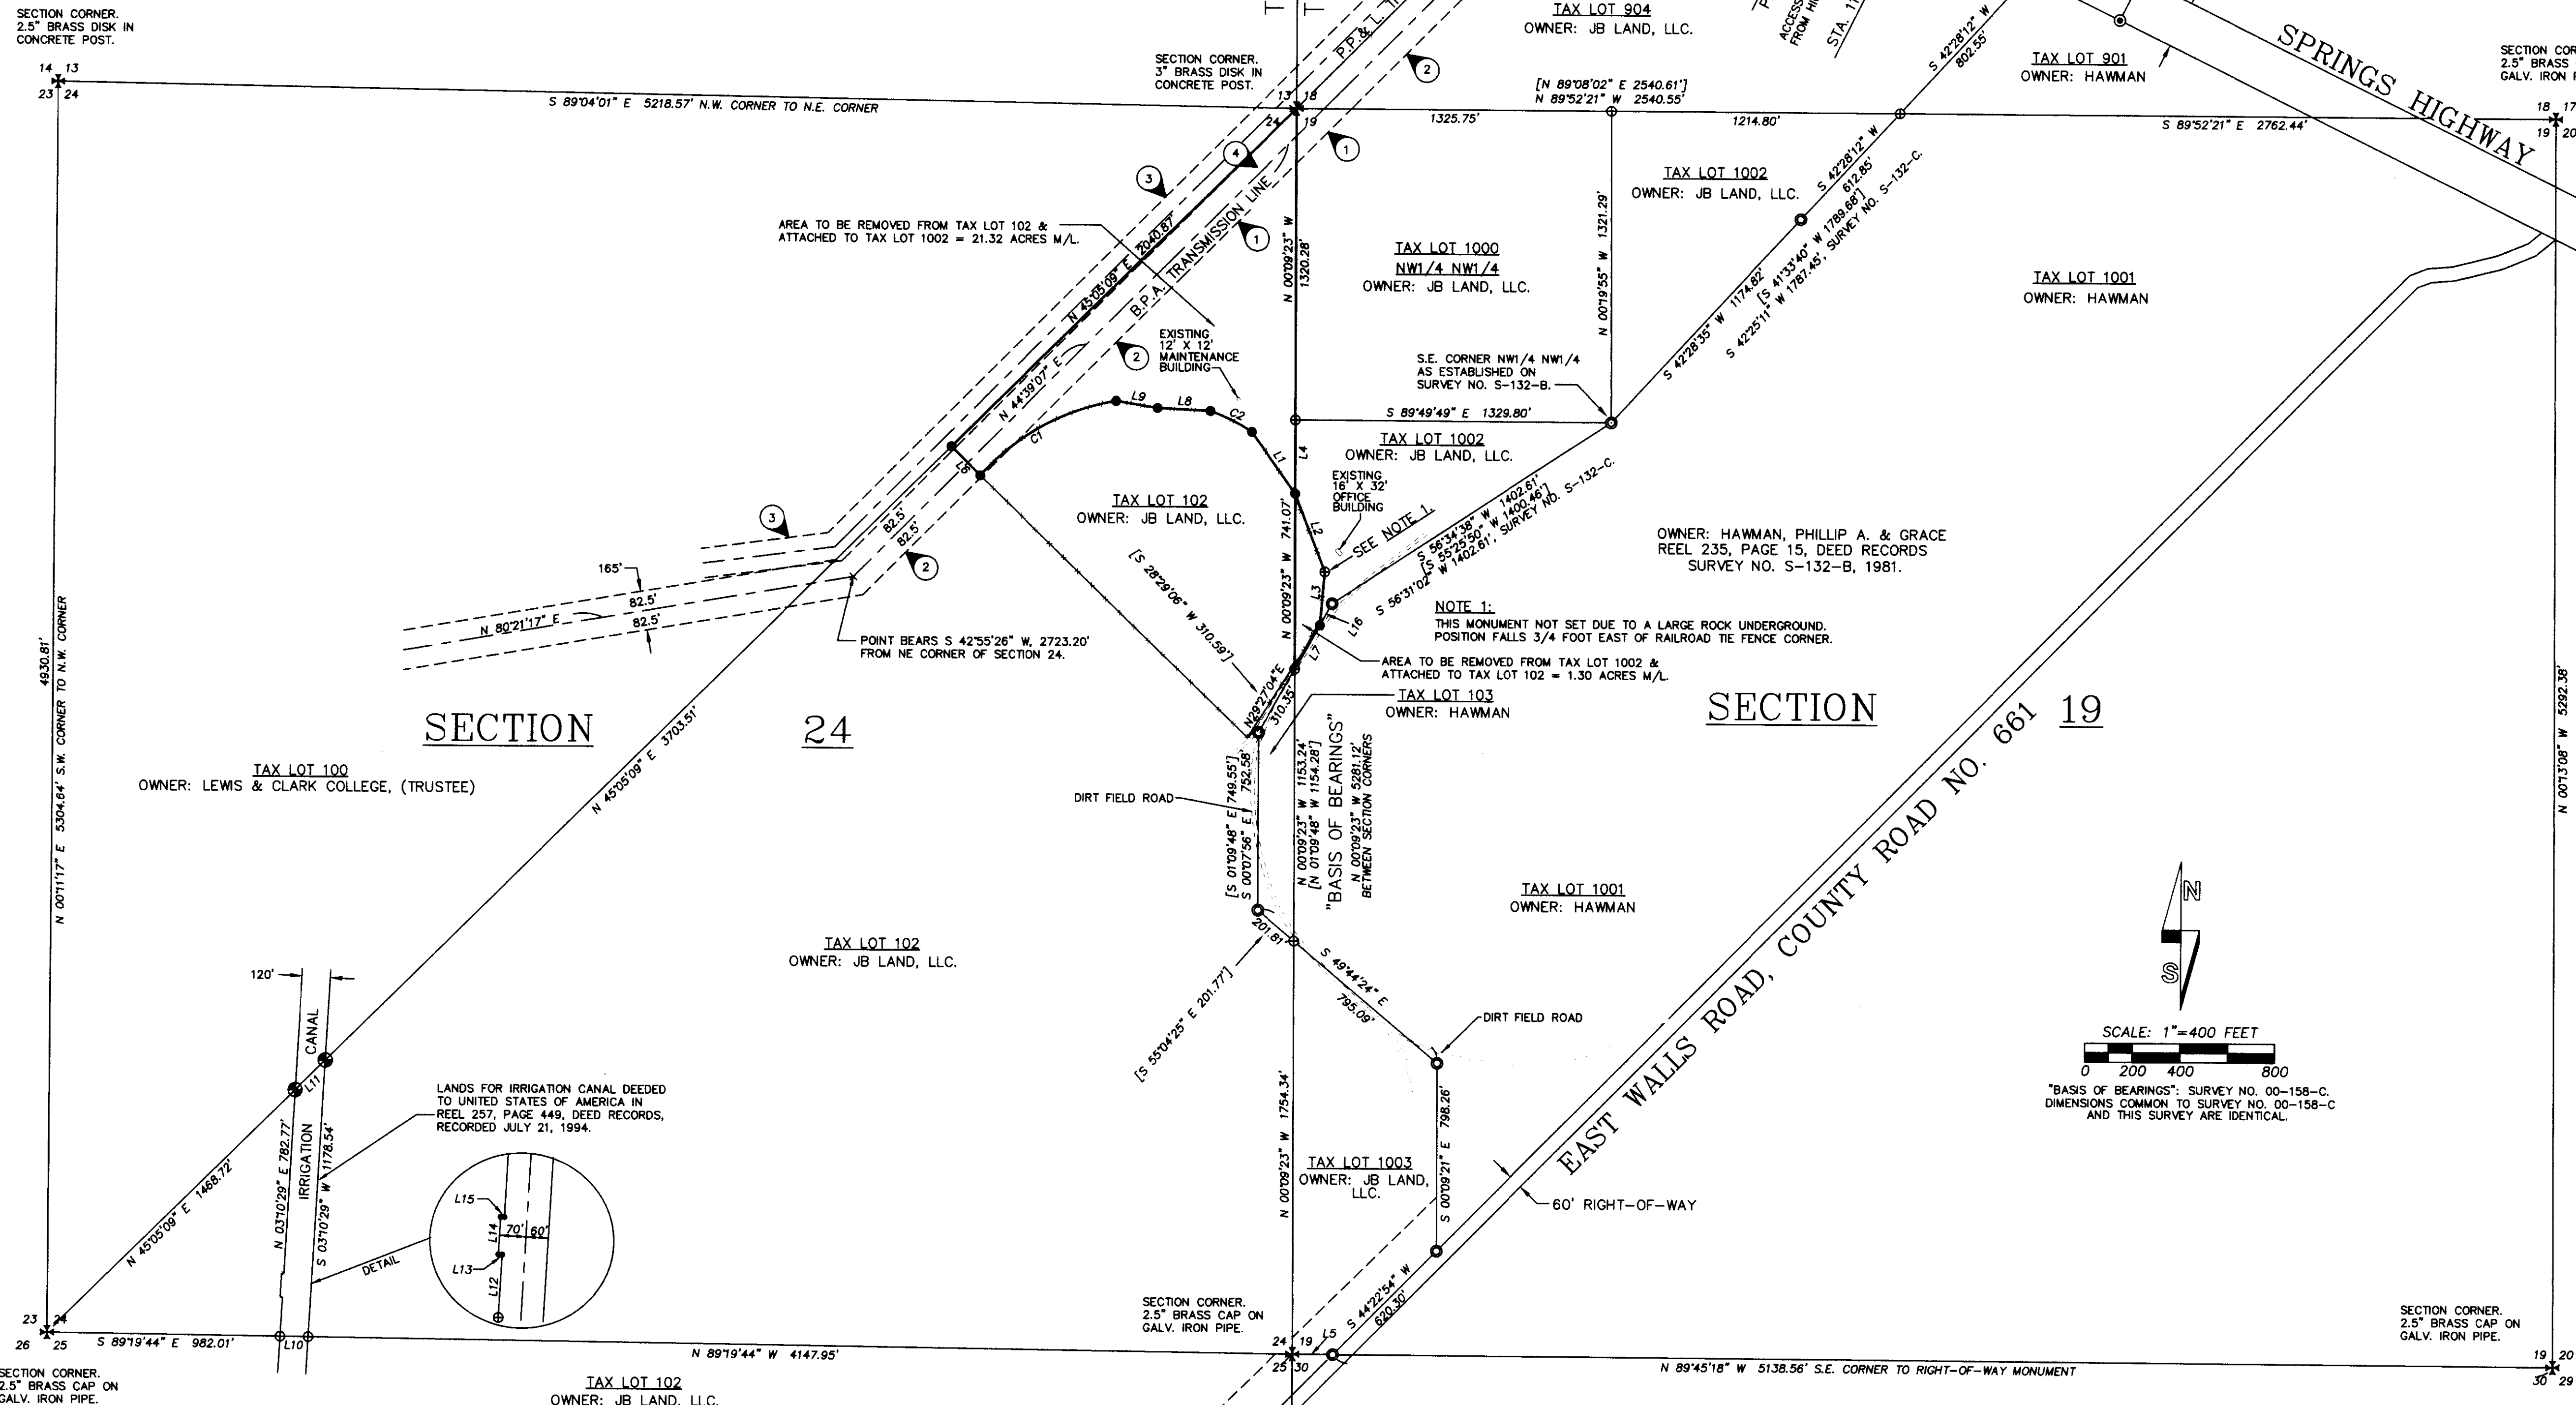 SECTION CORNER.
2.5" BRASS DISK IN
CONCRETE POST.
14 13
23 24
S 89°04'01" E 5218.57' N.W. CORNER TO N.E. CORNER
SECTION CORNER.
3" BRASS DISK IN
CONCRETE POST.
13 18
24 19
T
T
P.P.& L.
TAX LOT 904
OWNER: JB LAND, LLC.
ACCESS
FROM
STA.
S 42°28'12" W
802.55'
TAX LOT 901
OWNER: HAWMAN
SPRINGS HIGHWAY
SECTION
2.5" BRASS
GALV. IRON
18 17
19 20
[N 89°08'02" E 2540.61']
N 89°52'21" W 2540.55'
1325.75'
1214.80'
S 89°52'21" E 2762.44'
1
2
3
4
AREA TO BE REMOVED FROM TAX LOT 102 &
ATTACHED TO TAX LOT 1002 = 21.32 ACRES M/L.
N 45°05'09" E 2040.87'
B.P.A. TRANSMISSION LINE
1
N 44°39'07" E
2
EXISTING
12' X 12'
MAINTENANCE
BUILDING
N 00°09'23" W
1320.28'
TAX LOT 1000
NW1/4 NW1/4
OWNER: JB LAND, LLC.
N 00°19'55" W 1321.29'
TAX LOT 1002
OWNER: JB LAND, LLC.
S 42°28'12" W
612.85'
S 42°28'35" W 1174.82'
[S 41°33'40" W 1789.68']
S 42°25'11" W 1787.45', SURVEY NO. S-132-C.
TAX LOT 1001
OWNER: HAWMAN
S.E. CORNER NW1/4 NW1/4
AS ESTABLISHED ON
SURVEY NO. S-132-B.
S 89°49'49" E 1329.80'
L9
L8
C2
C1
L6
L1
L4
L2
L3
L7
L16
TAX LOT 1002
OWNER: JB LAND, LLC.
EXISTING
16' X 32'
OFFICE
BUILDING
SEE NOTE 1.
S 56°34'38" W 1402.61'
[S 55°25'50" W 1400.46']
S 56°31'02" W 1402.61', SURVEY NO. S-132-C.
TAX LOT 102
OWNER: JB LAND, LLC.
N 00°09'23" W 741.07'
OWNER: HAWMAN, PHILLIP A. & GRACE
REEL 235, PAGE 15, DEED RECORDS
SURVEY NO. S-132-B, 1981.
NOTE 1:
THIS MONUMENT NOT SET DUE TO A LARGE ROCK UNDERGROUND.
POSITION FALLS 3/4 FOOT EAST OF RAILROAD TIE FENCE CORNER.
AREA TO BE REMOVED FROM TAX LOT 1002 &
ATTACHED TO TAX LOT 102 = 1.30 ACRES M/L.
3
82.5'
82.5'
2
165'
82.5'
82.5'
N 80°21'17" E
POINT BEARS S 42°55'26" W, 2723.20'
FROM NE CORNER OF SECTION 24.
[S 28°29'06" W 310.59']
N29°27'04"E
310.35'
TAX LOT 103
OWNER: HAWMAN
4930.81'
N 00°11'17" E 5304.64' S.W. CORNER TO N.W. CORNER
SECTION 24
SECTION 19
N 45°05'09" E 3703.51'
TAX LOT 100
OWNER: LEWIS & CLARK COLLEGE, (TRUSTEE)
DIRT FIELD ROAD
[S 01°09'48" E 749.55']
S 00°07'56" E 752.58'
N 00°09'23" W 1153.24'
[N 01°09'48" W 1154.28']
"BASIS OF BEARINGS"
N 00°09'23" W 5281.12'
BETWEEN SECTION CORNERS
N 00°13'08" W 5292.38'
TAX LOT 1001
OWNER: HAWMAN
EAST WALLS ROAD, COUNTY ROAD NO. 661
TAX LOT 102
OWNER: JB LAND, LLC.
201.81'
[S 55°04'25" E 201.77']
S 49°44'24" E
795.09'
DIRT FIELD ROAD
N
S
SCALE: 1"=400 FEET
0 200 400 800
"BASIS OF BEARINGS": SURVEY NO. 00-158-C.
DIMENSIONS COMMON TO SURVEY NO. 00-158-C
AND THIS SURVEY ARE IDENTICAL.
120'
IRRIGATION CANAL
L11
LANDS FOR IRRIGATION CANAL DEEDED
TO UNITED STATES OF AMERICA IN
REEL 257, PAGE 449, DEED RECORDS,
RECORDED JULY 21, 1994.
N 45°05'09" E 1468.72'
N 03°10'29" E 782.77'
S 03°10'29" W 1178.54'
DETAIL
L15
L14
70' 60'
L13
L12
N 00°09'23" W 1754.34'
TAX LOT 1003
OWNER: JB LAND,
LLC.
S 00°09'21" E 798.26'
60' RIGHT-OF-WAY
S 44°22'54" W
620.30'
L5
SECTION CORNER.
2.5" BRASS CAP ON
GALV. IRON PIPE.
24 19
25 30
SECTION CORNER.
2.5" BRASS CAP ON
GALV. IRON PIPE.
19 20
30 29
23 24
26 25
S 89°19'44" E 982.01'
L10
N 89°19'44" W 4147.95'
N 89°45'18" W 5138.56' S.E. CORNER TO RIGHT-OF-WAY MONUMENT
SECTION CORNER.
2.5" BRASS CAP ON
GALV. IRON PIPE.
TAX LOT 102
OWNER: JB LAND, LLC.